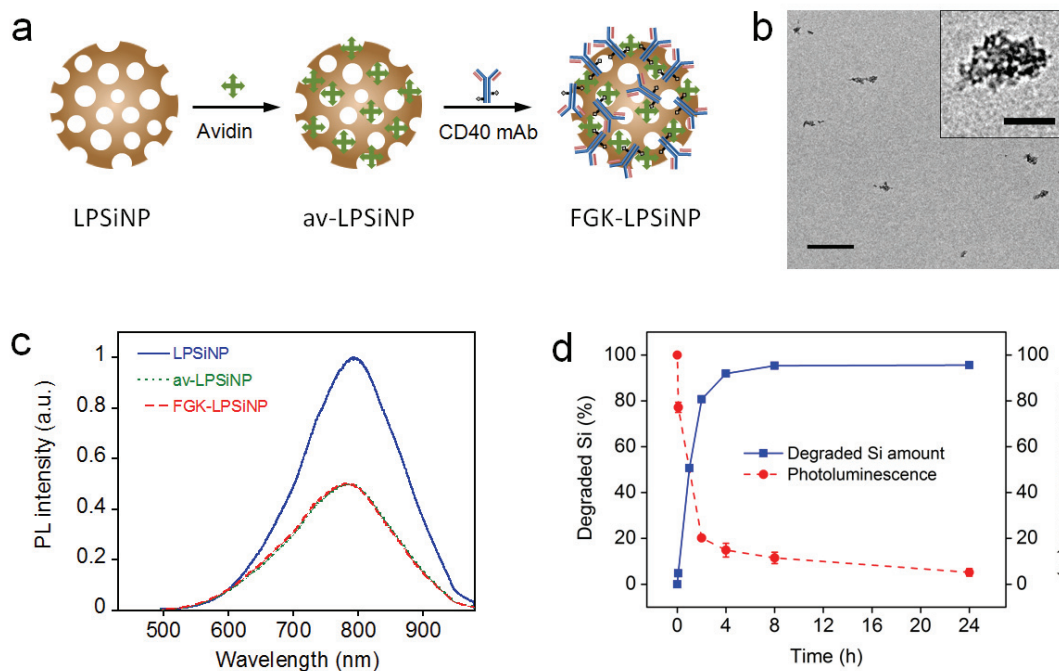 a
Avidin
CD40 mAb
LPSiNP
av-LPSiNP
FGK-LPSiNP
b
c
LPSiNP
av-LPSiNP
FGK-LPSiNP
PL intensity (a.u.)
1
0.8
0.6
0.4
0.2
0
500 600 700 800 900
Wavelength (nm)
d
Degraded Si (%)
100
80
60
40
20
0
Degraded Si amount
Photoluminescence
100
80
60
40
20
0
0 4 8 12 16 20 24
Time (h)